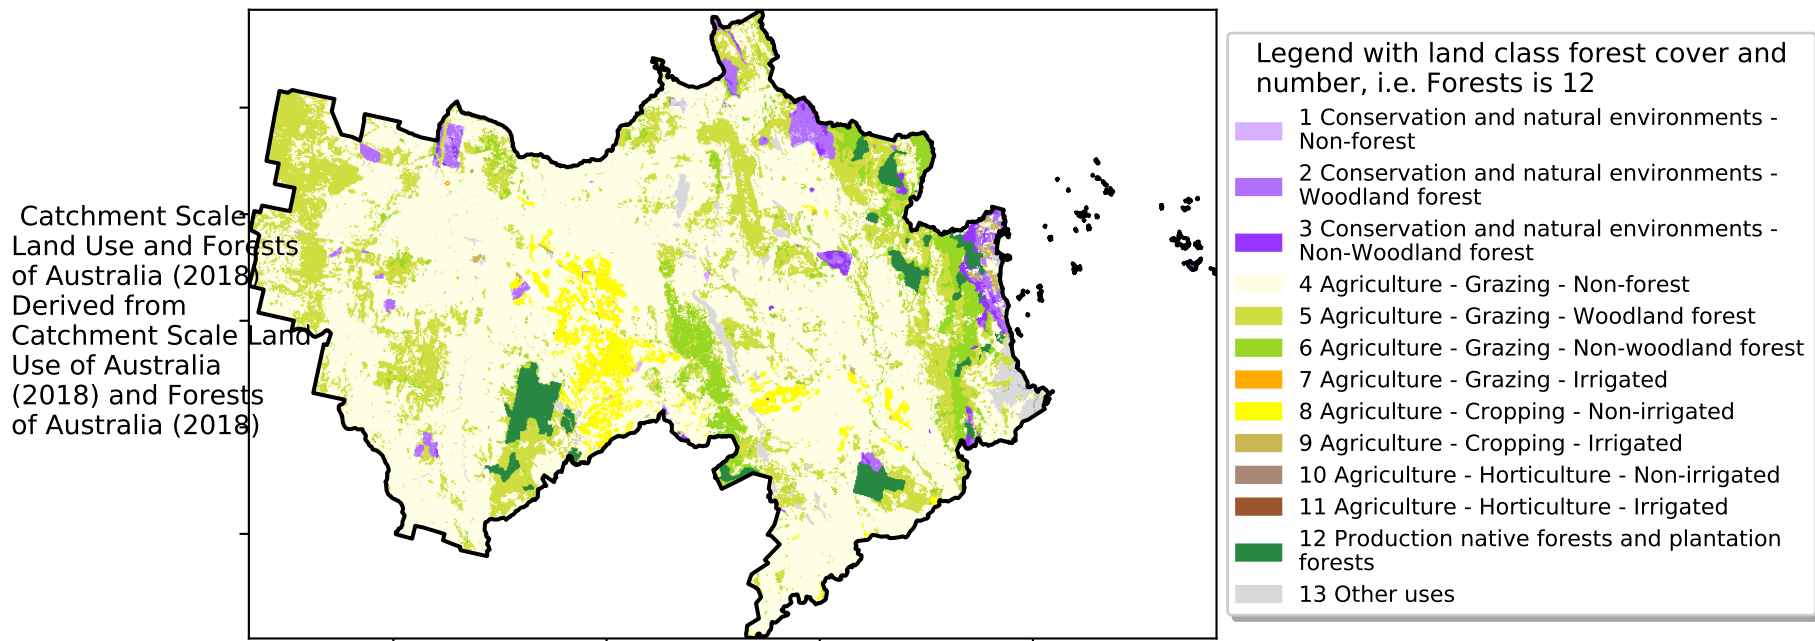 Catchment Scale
Land Use and Forests
of Australia (2018)
Derived from
Catchment Scale Land
Use of Australia
(2018) and Forests
of Australia (2018)
Legend with land class forest cover and
number, i.e. Forests is 12
1 Conservation and natural environments -
Non-forest
2 Conservation and natural environments -
Woodland forest
3 Conservation and natural environments -
Non-Woodland forest
4 Agriculture - Grazing - Non-forest
5 Agriculture - Grazing - Woodland forest
6 Agriculture - Grazing - Non-woodland forest
7 Agriculture - Grazing - Irrigated
8 Agriculture - Cropping - Non-irrigated
9 Agriculture - Cropping - Irrigated
10 Agriculture - Horticulture - Non-irrigated
11 Agriculture - Horticulture - Irrigated
12 Production native forests and plantation
forests
13 Other uses